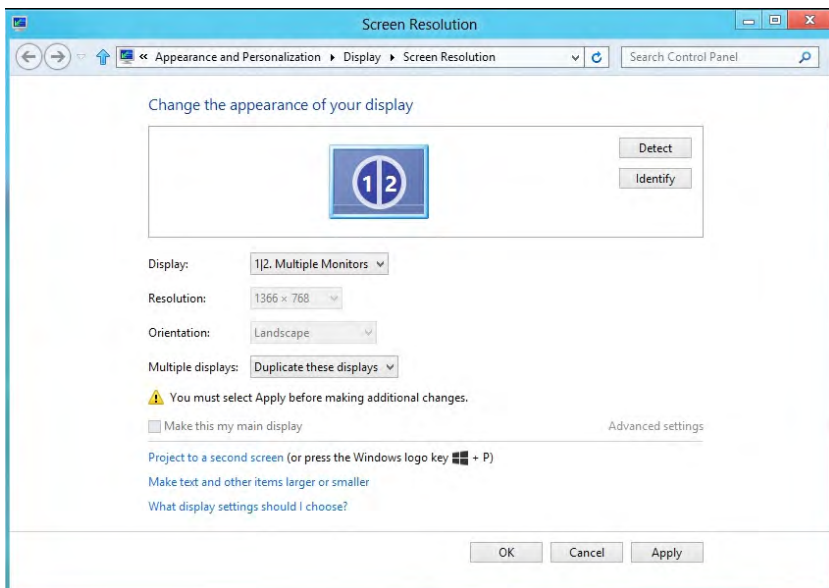 Screen Resolution
« Appearance and Personalization ▸ Display ▸ Screen Resolution
Search Control Panel
Change the appearance of your display
1|2
Detect
Identify
Display: 1|2. Multiple Monitors
Resolution: 1366 × 768
Orientation: Landscape
Multiple displays: Duplicate these displays
You must select Apply before making additional changes.
Make this my main display
Advanced settings
Project to a second screen (or press the Windows logo key + P)
Make text and other items larger or smaller
What display settings should I choose?
OK
Cancel
Apply